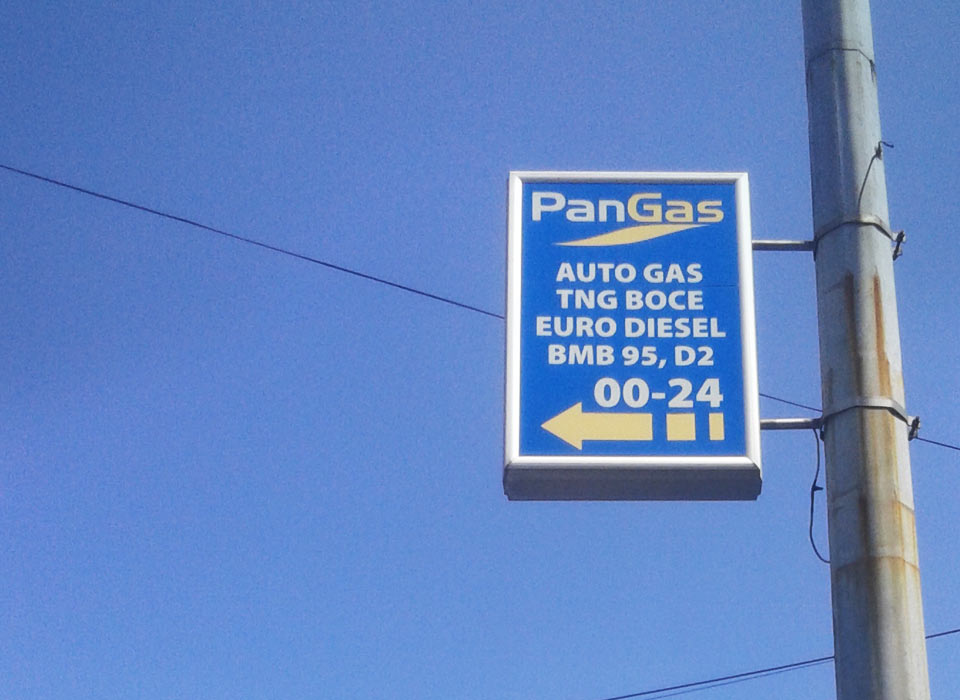 PanGas
AUTO GAS
TNG BOCE
EURO DIESEL
BMB 95, D2
00-24